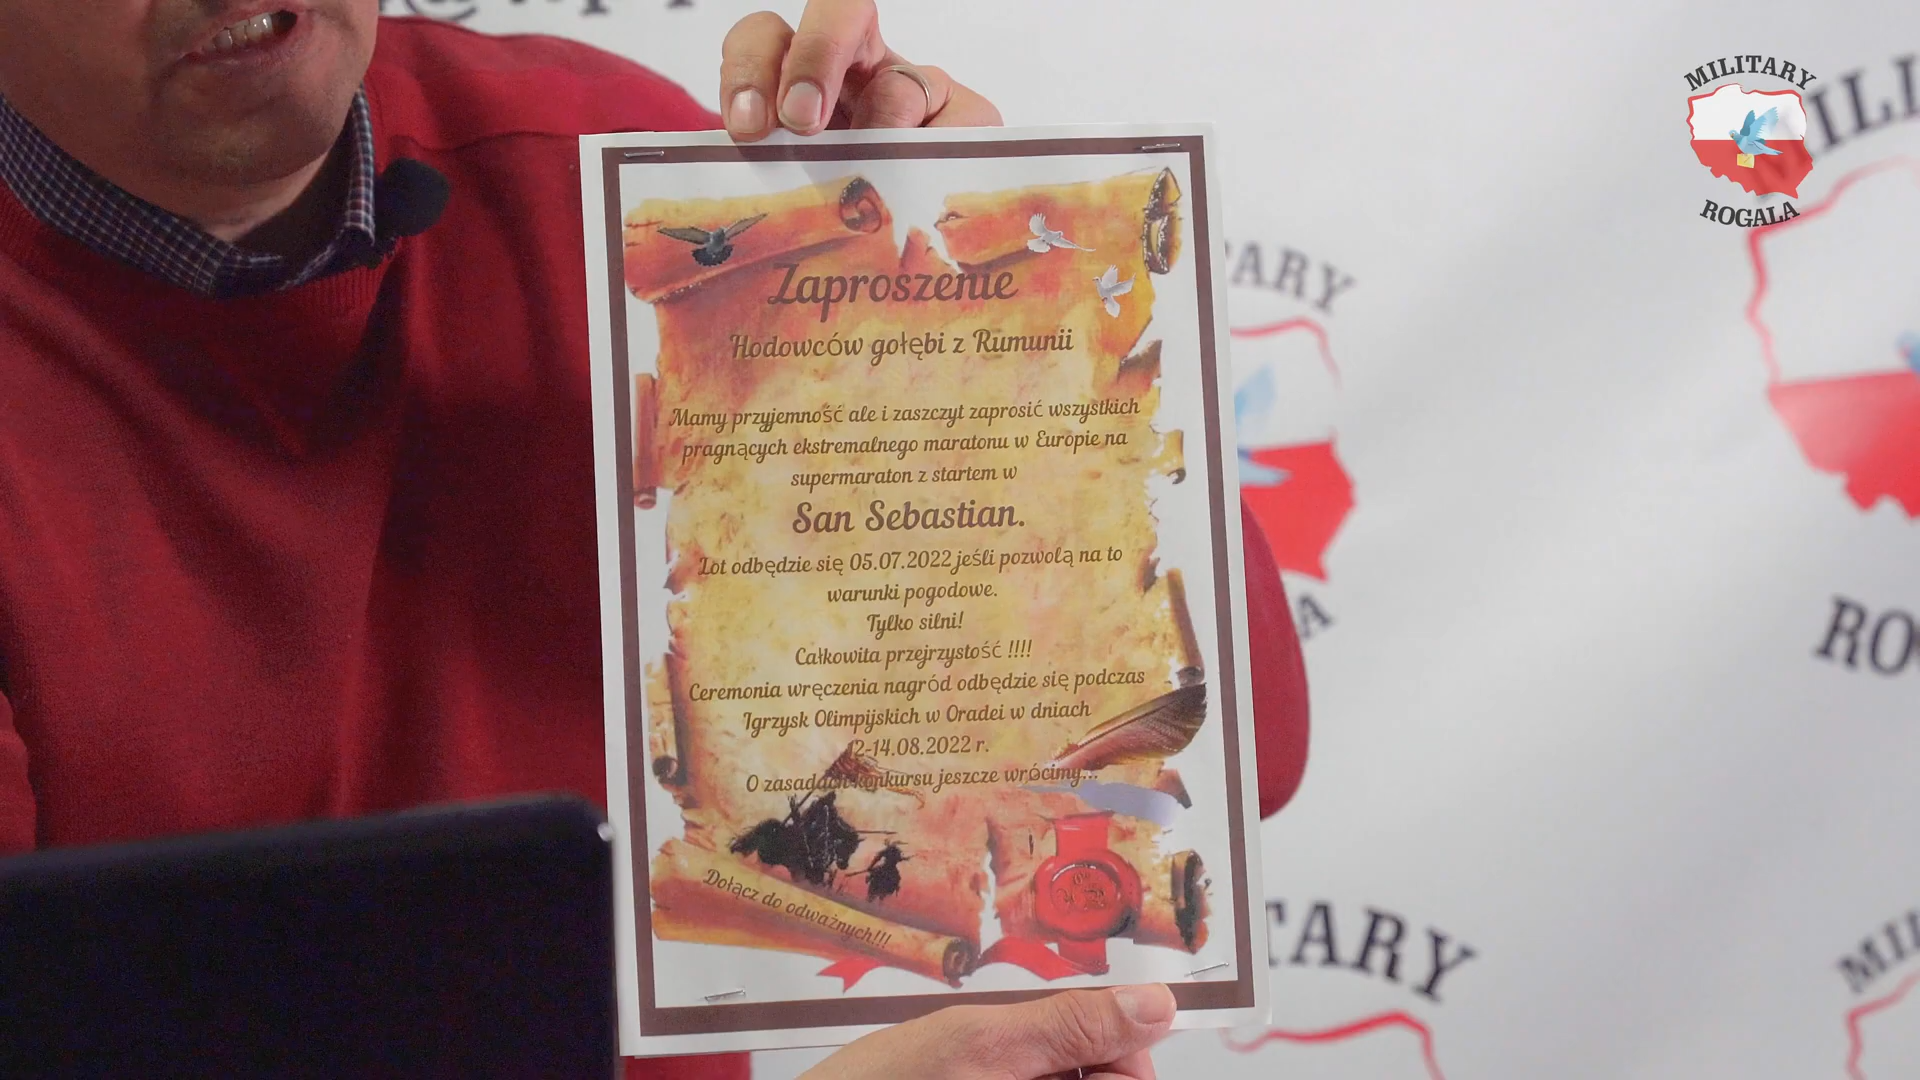 MILITARY
ROGALA
Zaproszenie
Hodowców gołębi z Rumunii
Mamy przyjemność ale i zaszczyt zaprosić wszystkich
pragnących ekstremalnego maratonu w Europie na
supermaraton z startem w
San Sebastian.
Lot odbędzie się 05.07.2022 jeśli pozwolą na to
warunki pogodowe.
Tylko silni!
Całkowita przejrzystość !!!!
Ceremonia wręczenia nagród odbędzie się podczas
Igrzysk Olimpijskich w Oradei w dniach
12-14.08.2022 r.
O zasadach konkursu jeszcze wrócimy...
Dołącz do odważnych!!!